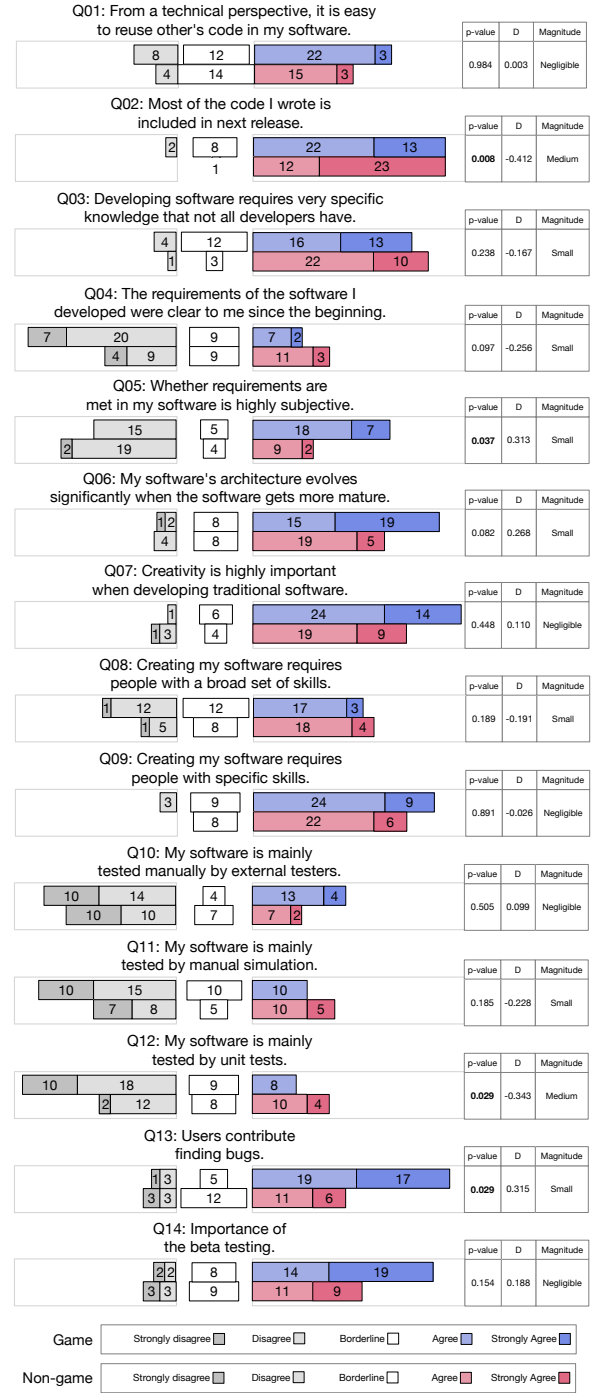 Q01: From a technical perspective, it is easy
to reuse other's code in my software.
8 12 22 3
4 14 15 3
p-value D Magnitude
0.984 0.003 Negligible
Q02: Most of the code I wrote is
included in next release.
2 8 22 13
1 12 23
p-value D Magnitude
0.008 -0.412 Medium
Q03: Developing software requires very specific
knowledge that not all developers have.
4 12 16 13
1 3 22 10
p-value D Magnitude
0.238 -0.167 Small
Q04: The requirements of the software I
developed were clear to me since the beginning.
7 20 9 7 2
4 9 9 11 3
p-value D Magnitude
0.097 -0.256 Small
Q05: Whether requirements are
met in my software is highly subjective.
15 5 18 7
2 19 4 9 2
p-value D Magnitude
0.037 0.313 Small
Q06: My software's architecture evolves
significantly when the software gets more mature.
1 2 8 15 19
4 8 19 5
p-value D Magnitude
0.082 0.268 Small
Q07: Creativity is highly important
when developing traditional software.
1 6 24 14
1 3 4 19 9
p-value D Magnitude
0.448 0.110 Negligible
Q08: Creating my software requires
people with a broad set of skills.
1 12 12 17 3
1 5 8 18 4
p-value D Magnitude
0.189 -0.191 Small
Q09: Creating my software requires
people with specific skills.
3 9 24 9
8 22 6
p-value D Magnitude
0.891 -0.026 Negligible
Q10: My software is mainly
tested manually by external testers.
10 14 4 13 4
10 10 7 7 2
p-value D Magnitude
0.505 0.099 Negligible
Q11: My software is mainly
tested by manual simulation.
10 15 10 10
7 8 5 10 5
p-value D Magnitude
0.185 -0.228 Small
Q12: My software is mainly
tested by unit tests.
10 18 9 8
2 12 8 10 4
p-value D Magnitude
0.029 -0.343 Medium
Q13: Users contribute
finding bugs.
1 3 5 19 17
3 3 12 11 6
p-value D Magnitude
0.029 0.315 Small
Q14: Importance of
the beta testing.
2 2 8 14 19
3 3 9 11 9
p-value D Magnitude
0.154 0.188 Negligible
Game Strongly disagree Disagree Borderline Agree Strongly Agree
Non-game Strongly disagree Disagree Borderline Agree Strongly Agree